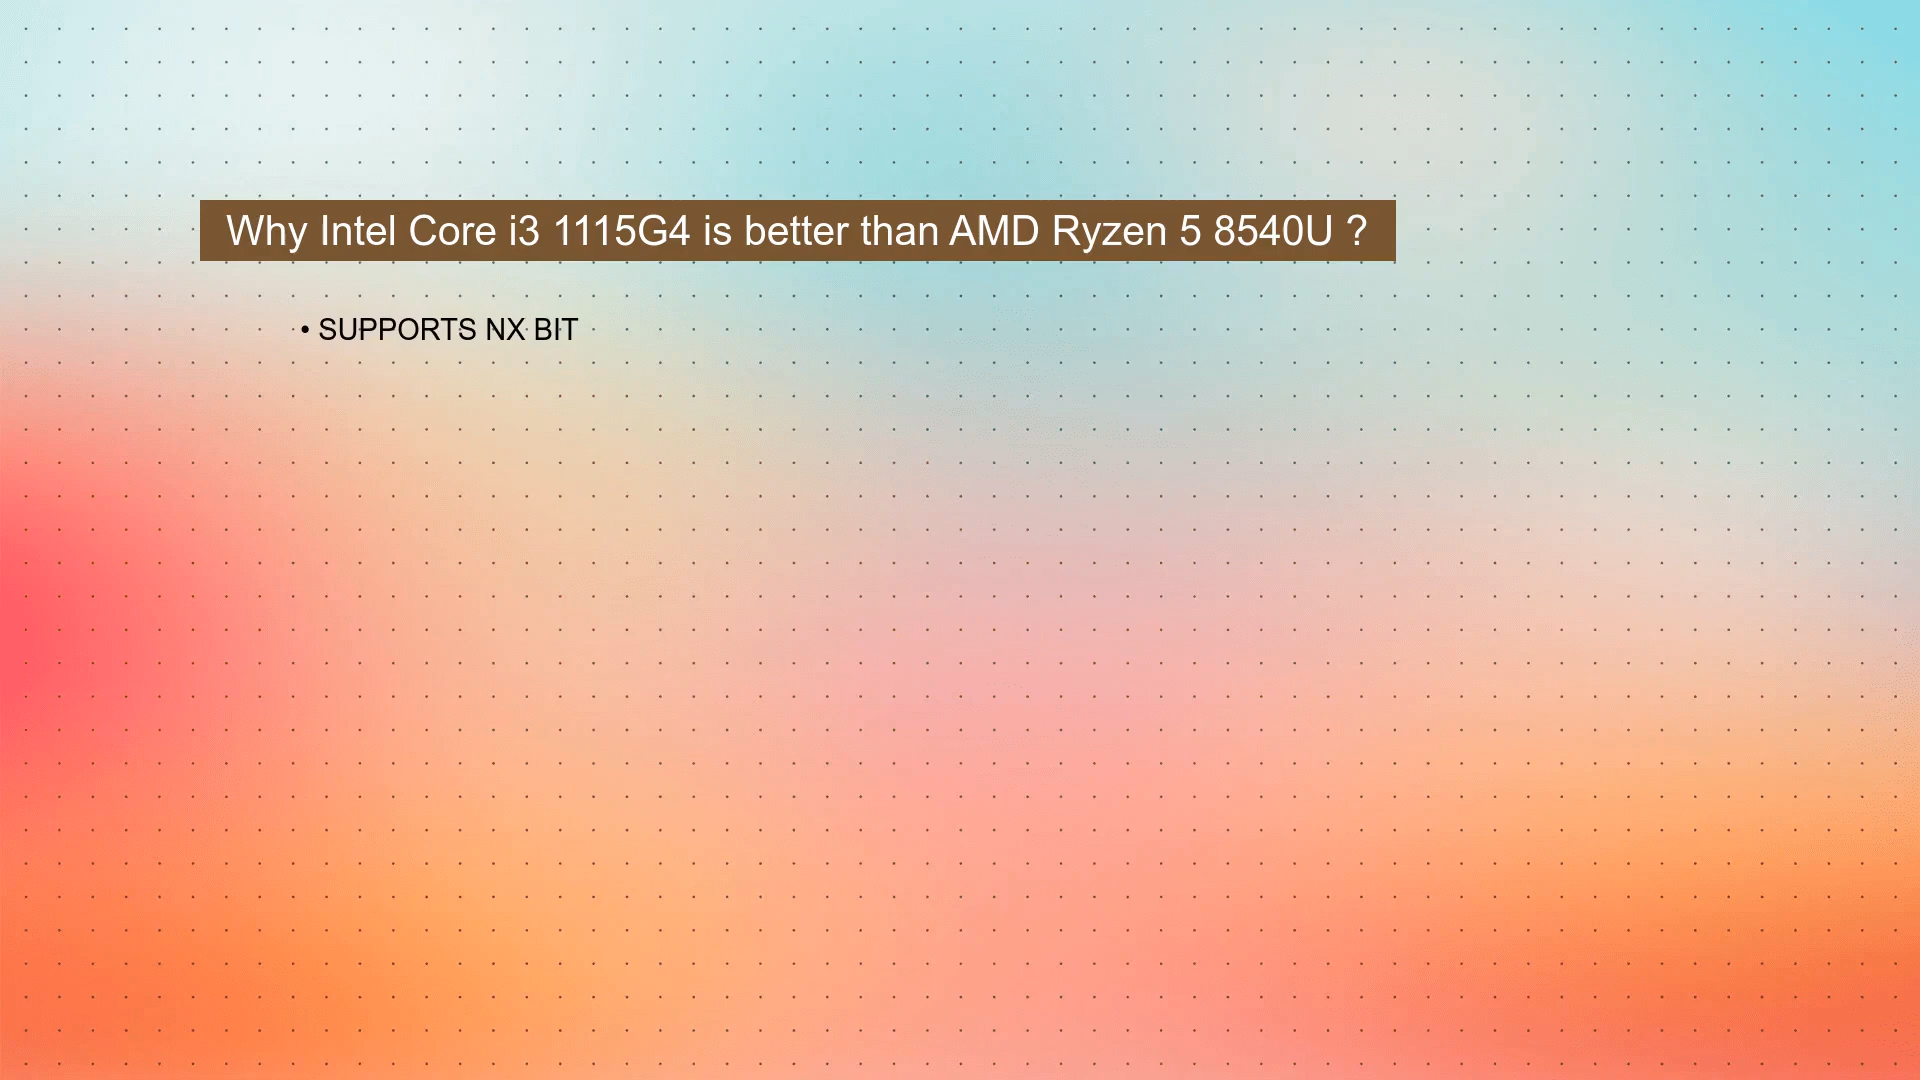 Why Intel Core i3 1115G4 is better than AMD Ryzen 5 8540U ?
• SUPPORTS NX BIT